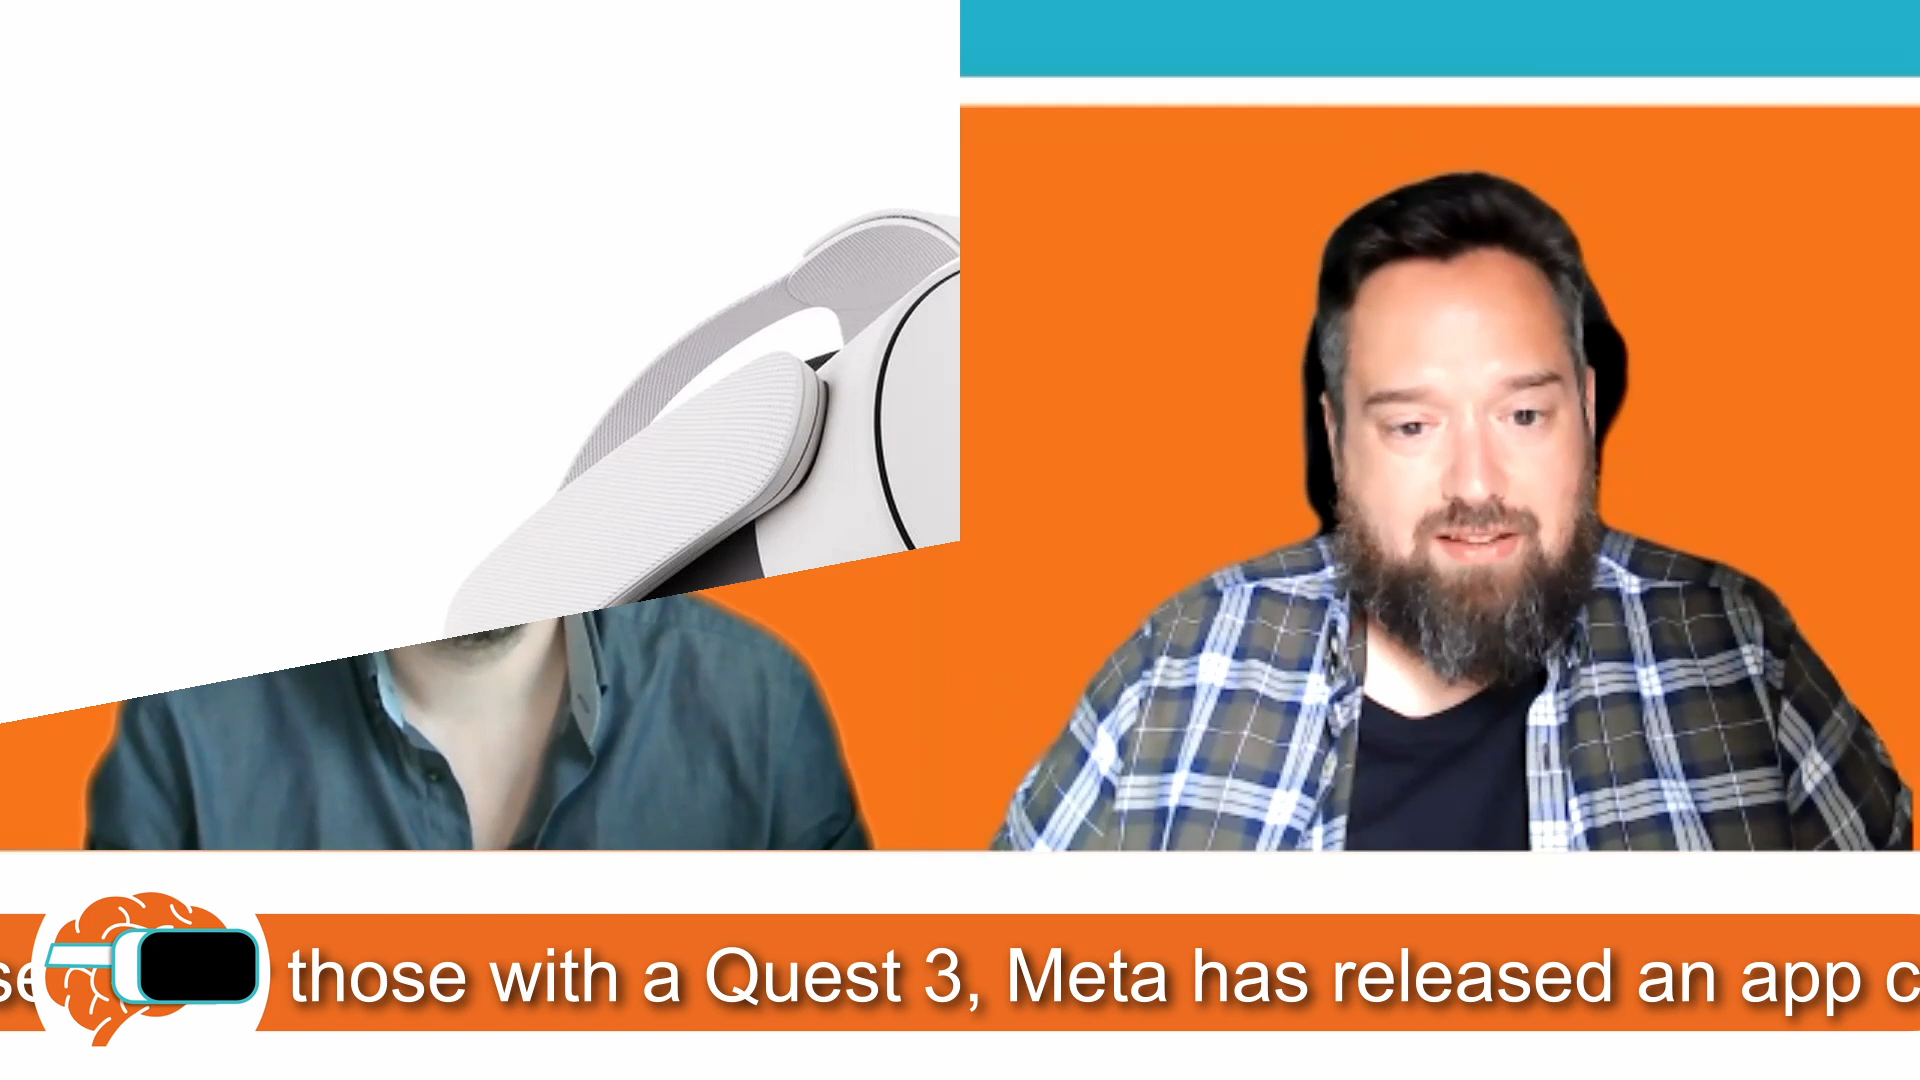 those with a Quest 3, Meta has released an app